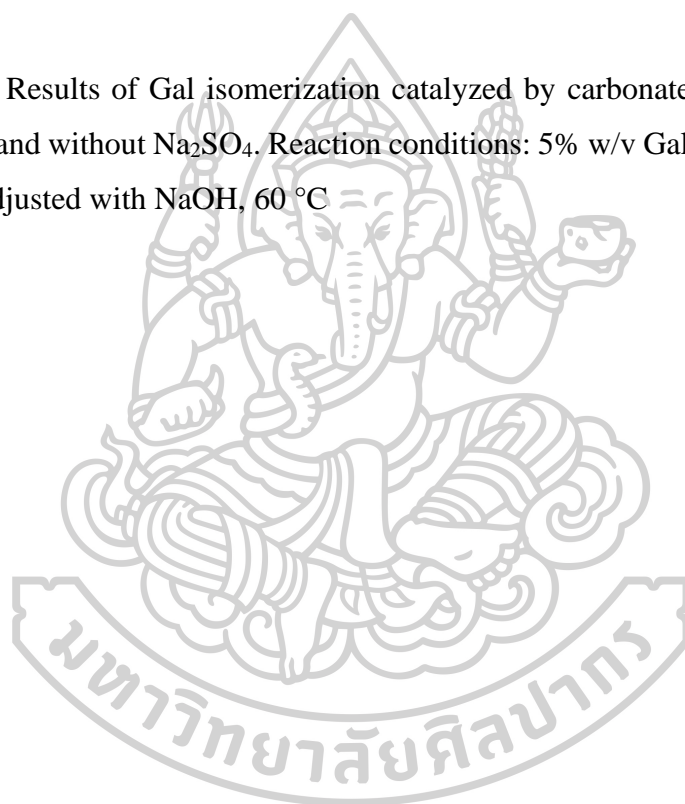 Results of Gal isomerization catalyzed by carbonate
and without Na₂SO₄. Reaction conditions: 5% w/v Gal
djusted with NaOH, 60 °C
มหาวิทยาลัยศิลปากร